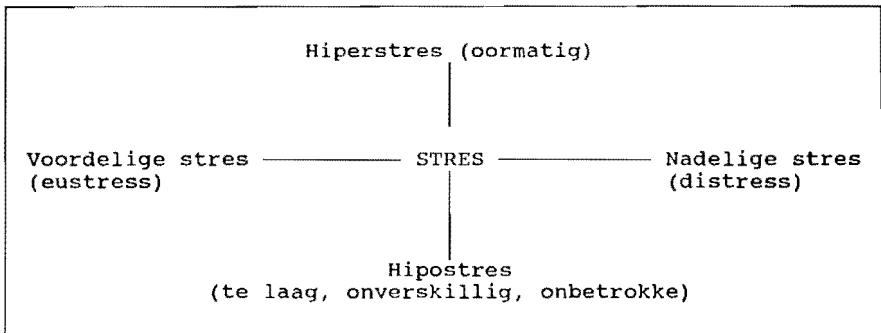 Hiperstres (oormatig)
Voordelige stres STRES Nadelige stres
(eustress) (distress)
Hipostres
(te laag, onverskillig, onbetrokke)